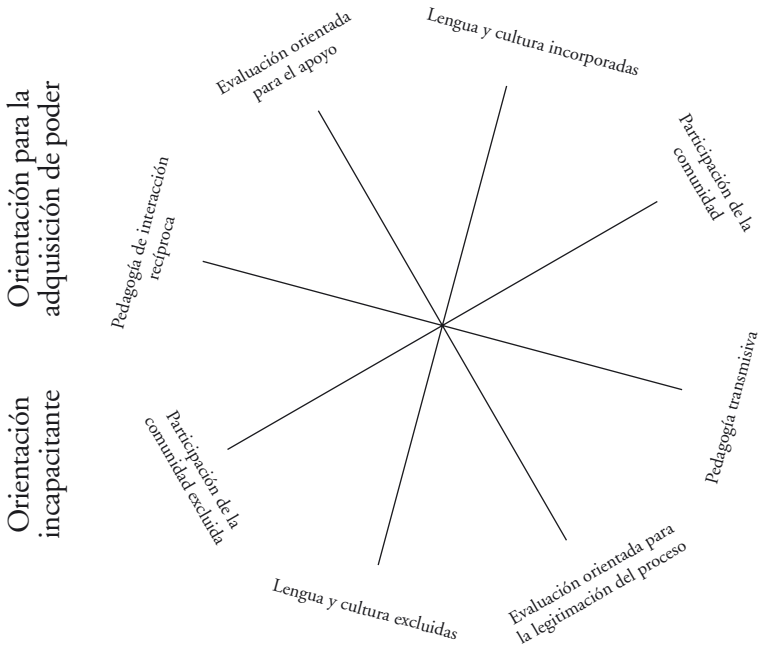 Orientación para la
adquisición de poder
Orientación
incapacitante
Evaluación orientada
para el apoyo
Lengua y cultura incorporadas
Participación de la
comunidad
Pedagogía de interacción
recíproca
Pedagogía transmisiva
Participación de la
comunidad excluida
Lengua y cultura excluidas
Evaluación orientada para
la legitimación del proceso